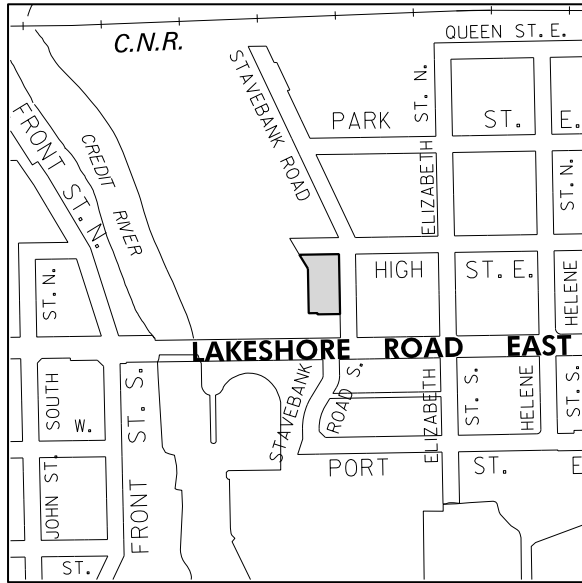 QUEEN ST. E.
C.N.R.
STAVEBANK ROAD
PARK ST. E.
ELIZABETH ST. N.
FRONT ST. N.
CREDIT RIVER
ST. N.
ST. N.
HIGH ST. E.
HELENE
LAKESHORE ROAD EAST
STAVEBANK ROAD S.
ELIZABETH ST. S.
HELENE ST. S.
SOUTH
W.
FRONT ST. S.
PORT ST. E
JOHN ST.
ST.